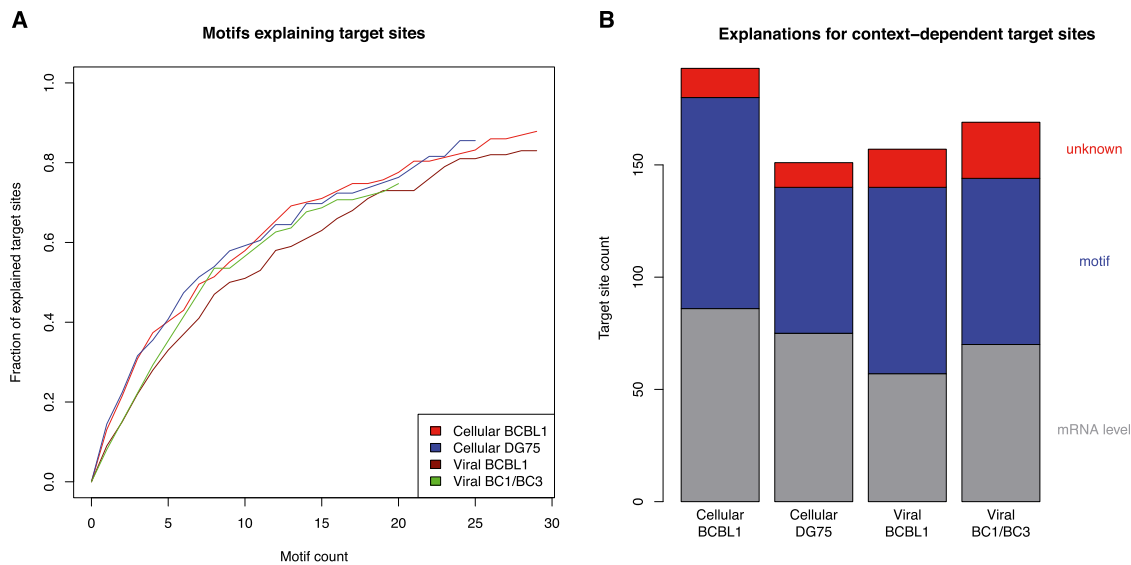 A
Motifs explaining target sites
Fraction of explained target sites
1.0
0.8
0.6
0.4
0.2
0.0
Cellular BCBL1
Cellular DG75
Viral BCBL1
Viral BC1/BC3
0 5 10 15 20 25 30
Motif count
B
Explanations for context−dependent target sites
Target site count
150
100
50
0
unknown
motif
mRNA level
Cellular BCBL1
Cellular DG75
Viral BCBL1
Viral BC1/BC3